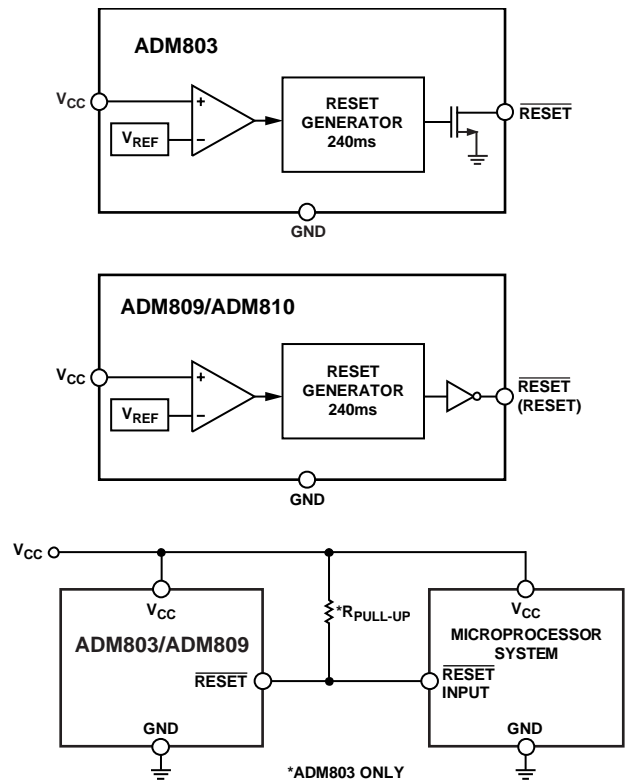 ADM803
VCC
+
VREF
−
RESET
GENERATOR
240ms
RESET
GND
ADM809/ADM810
VCC
+
VREF
−
RESET
GENERATOR
240ms
RESET
(RESET)
GND
VCC
VCC
*RPULL-UP
VCC
ADM803/ADM809
MICROPROCESSOR
SYSTEM
RESET
RESET
INPUT
GND
GND
*ADM803 ONLY